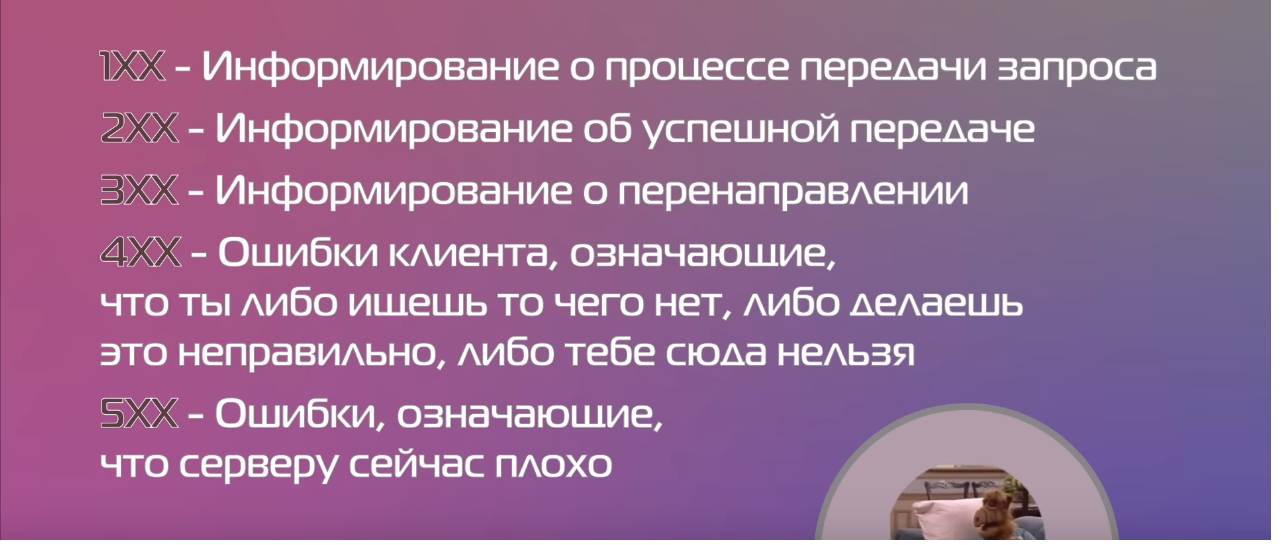 1XX - Информирование о процессе передачи запроса
2XX - Информирование об успешной передаче
3XX - Информирование о перенаправлении
4XX - Ошибки клиента, означающие,
что ты либо ищешь то чего нет, либо делаешь
это неправильно, либо тебе сюда нельзя
5XX - Ошибки, означающие,
что серверу сейчас плохо